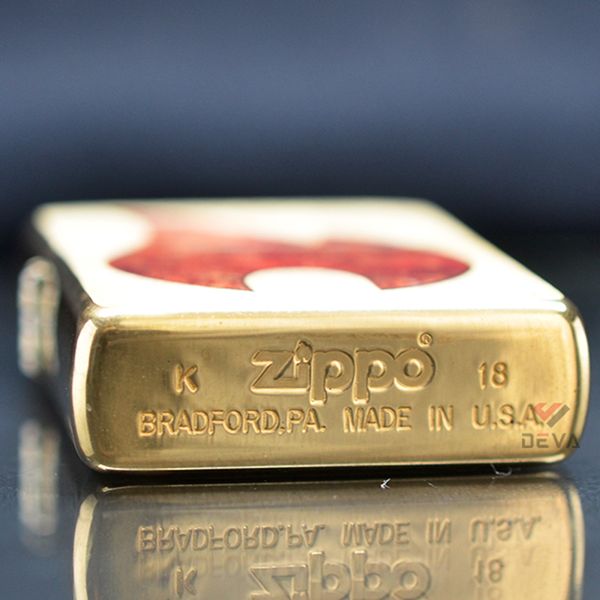 K zippo® 18
BRADFORD,PA. MADE IN U.S.A.
DEVA